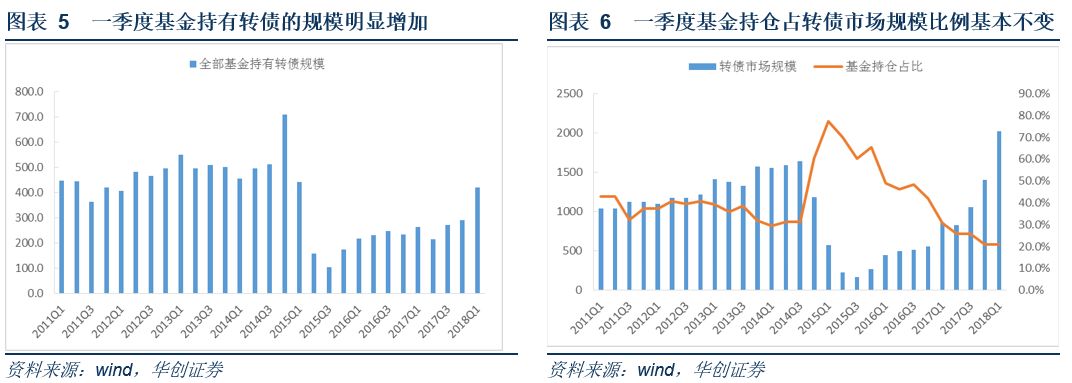 图表 5 一季度基金持有转债的规模明显增加
全部基金持有转债规模
800.0
700.0
600.0
500.0
400.0
300.0
200.0
100.0
0.0
2011Q1
2011Q3
2012Q1
2012Q3
2013Q1
2013Q3
2014Q1
2014Q3
2015Q1
2015Q3
2016Q1
2016Q3
2017Q1
2017Q3
2018Q1
资料来源：wind，华创证券
图表 6 一季度基金持仓占转债市场规模比例基本不变
转债市场规模 基金持仓占比
2500
2000
1500
1000
500
0
90.0%
80.0%
70.0%
60.0%
50.0%
40.0%
30.0%
20.0%
10.0%
0.0%
2011Q1
2011Q3
2012Q1
2012Q3
2013Q1
2013Q3
2014Q1
2014Q3
2015Q1
2015Q3
2016Q1
2016Q3
2017Q1
2017Q3
2018Q1
资料来源：wind，华创证券